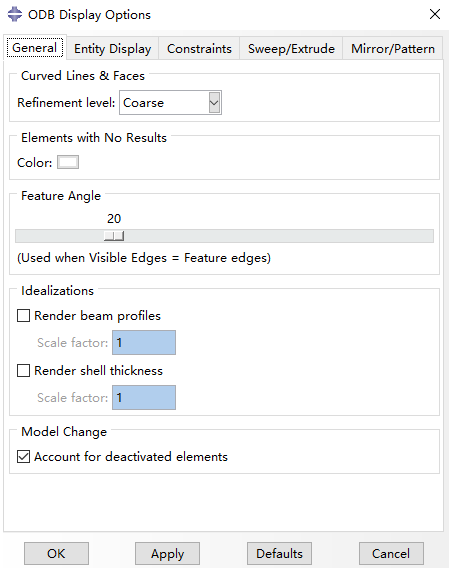 ODB Display Options
General Entity Display Constraints Sweep/Extrude Mirror/Pattern
Curved Lines & Faces
Refinement level: Coarse
Elements with No Results
Color:
Feature Angle
20
(Used when Visible Edges = Feature edges)
Idealizations
Render beam profiles
Scale factor: 1
Render shell thickness
Scale factor: 1
Model Change
Account for deactivated elements
OK Apply Defaults Cancel